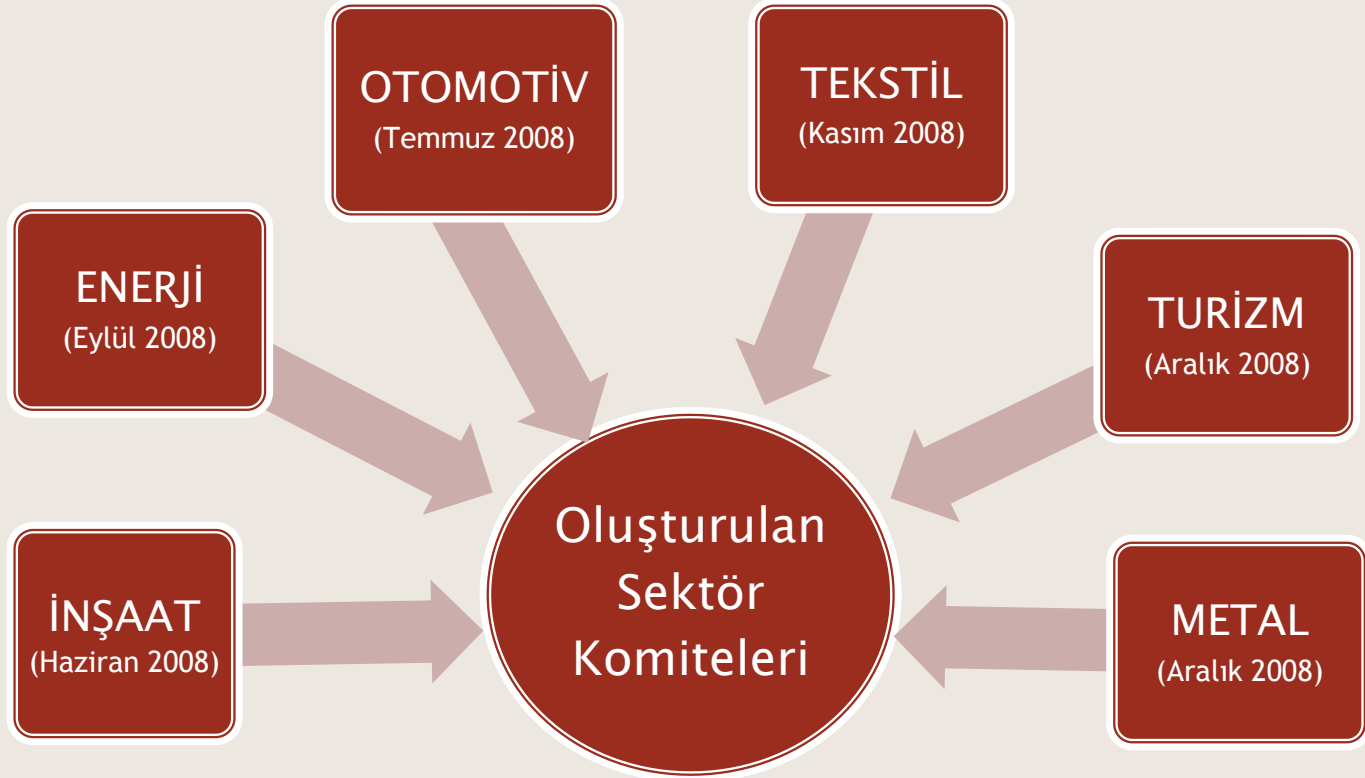 OTOMOTİV
(Temmuz 2008)
TEKSTİL
(Kasım 2008)
ENERJİ
(Eylül 2008)
TURİZM
(Aralık 2008)
İNŞAAT
(Haziran 2008)
Oluşturulan
Sektör
Komiteleri
METAL
(Aralık 2008)